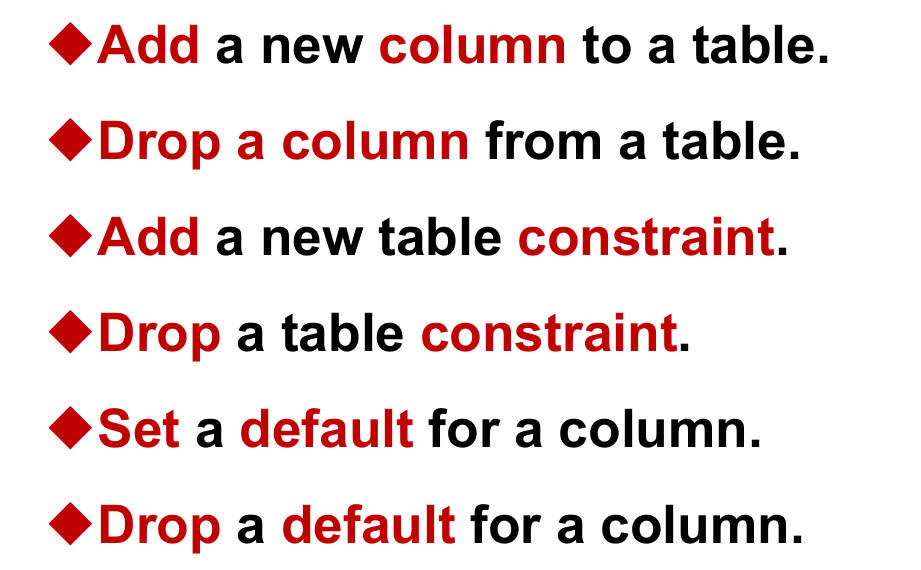 ◆Add a new column to a table.
◆Drop a column from a table.
◆Add a new table constraint.
◆Drop a table constraint.
◆Set a default for a column.
◆Drop a default for a column.